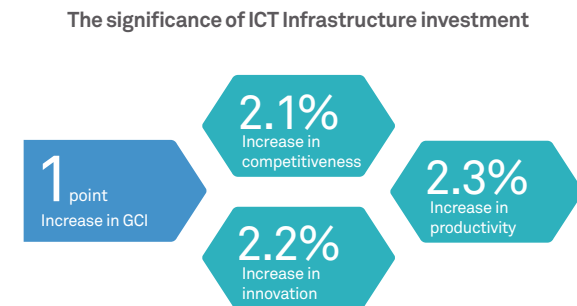 The significance of ICT Infrastructure investment
1 point
Increase in GCI
2.1%
Increase in
competitiveness
2.2%
Increase in
innovation
2.3%
Increase in
productivity